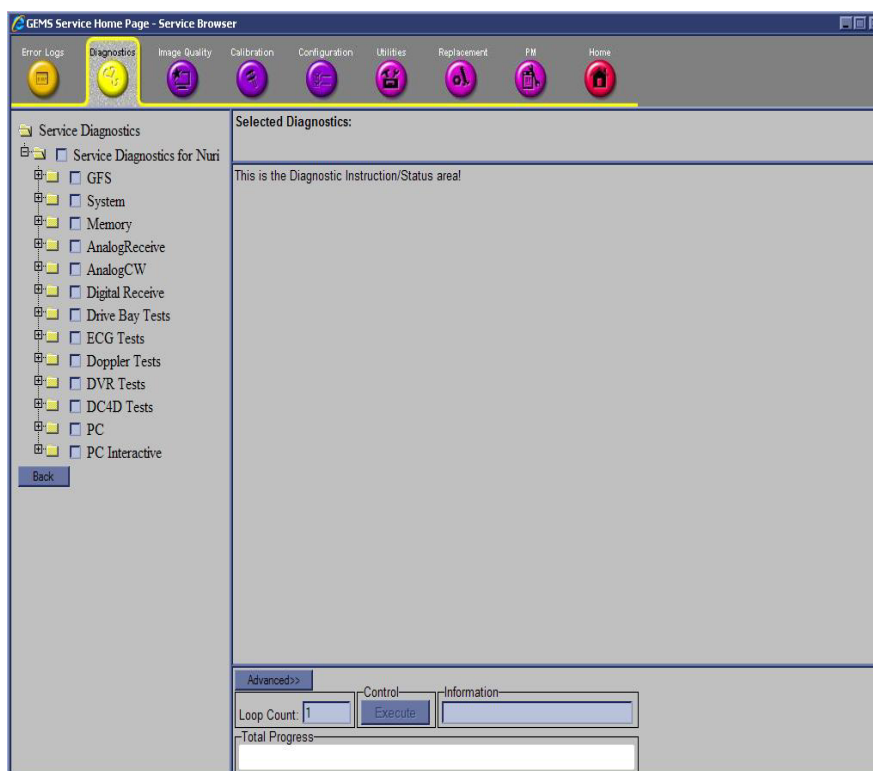 GEMS Service Home Page - Service Browser
Error Logs Diagnostics Image Quality Calibration Configuration Utilities Replacement PM Home
Service Diagnostics
Service Diagnostics for Nuri
GFS
System
Memory
AnalogReceive
AnalogCW
Digital Receive
Drive Bay Tests
ECG Tests
Doppler Tests
DVR Tests
DC4D Tests
PC
PC Interactive
Back
Selected Diagnostics:
This is the Diagnostic Instruction/Status area!
Advanced>>
Control Information
Loop Count: 1 Execute
Total Progress